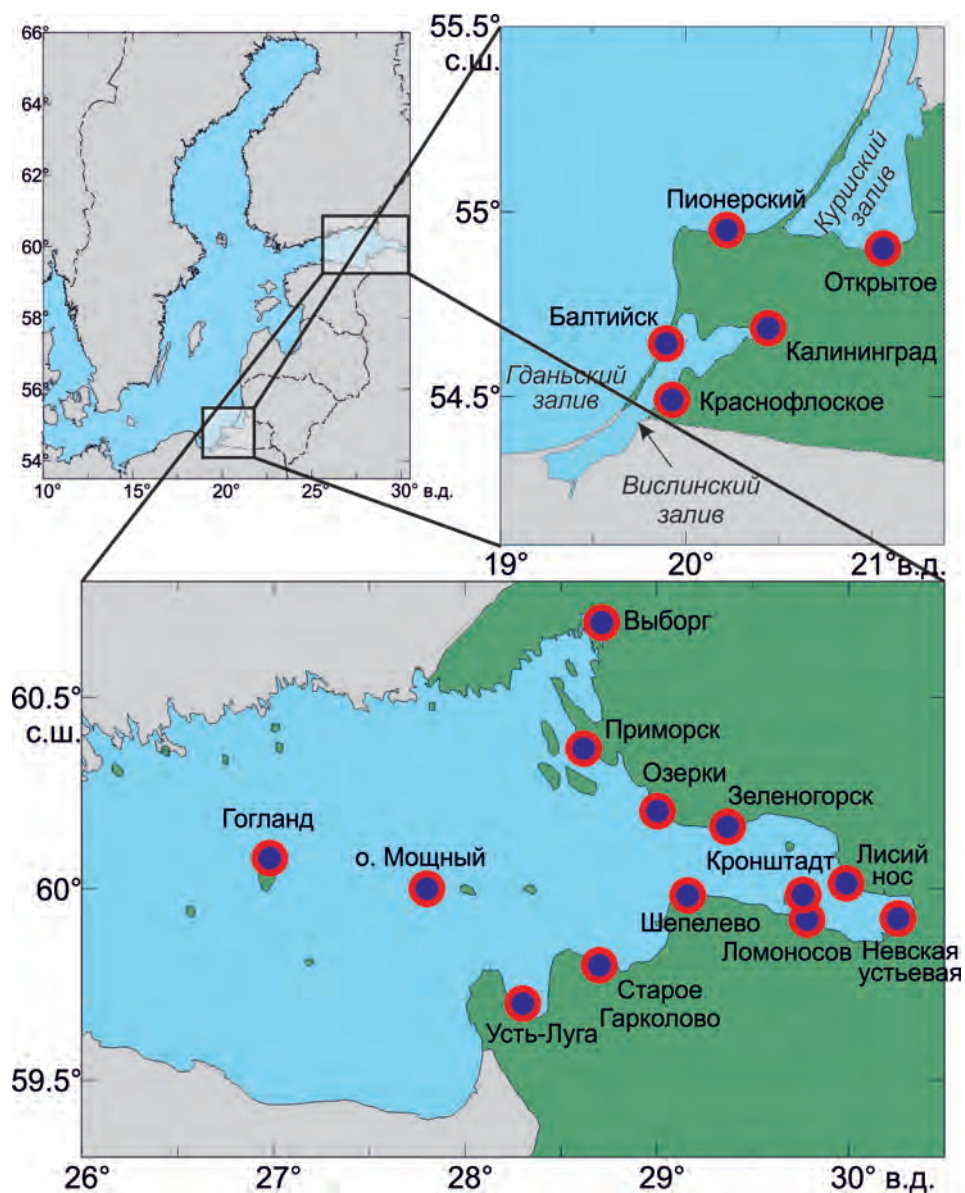 66°
64°
62°
60°
58°
56°
54°
10°
15°
20°
25°
30° в.д.
55.5°
с.ш.
55°
54.5°
Пионерский
Куршский
залив
Открытое
Балтийск
Калининград
Гданьский
залив
Краснофлоское
Вислинский
залив
19°
20°
21°в.д.
Выборг
60.5°
с.ш.
Приморск
Озерки
Зеленогорск
Гогланд
о. Мощный
Кронштадт
Лисий
нос
60°
Шепелево
Ломоносов
Невская
устьевая
Старое
Гарколово
Усть-Луга
59.5°
26°
27°
28°
29°
30° в.д.